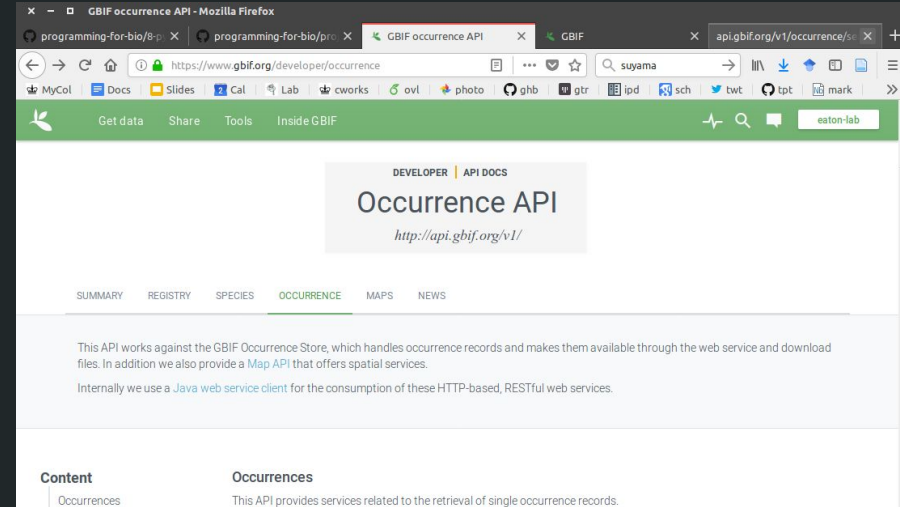 GBIF occurrence API - Mozilla Firefox
programming-for-bio/8-p
programming-for-bio/pro
GBIF occurrence API
GBIF
api.gbif.org/v1/occurrence/se
https://www.gbif.org/developer/occurrence
suyama
MyCol Docs Slides 2 Cal Lab cworks ovl photo ghb gtr ipd sch twt tpt mark
Get data Share Tools Inside GBIF eaton-lab
DEVELOPER API DOCS
Occurrence API
http://api.gbif.org/v1/
SUMMARY REGISTRY SPECIES OCCURRENCE MAPS NEWS
This API works against the GBIF Occurrence Store, which handles occurrence records and makes them available through the web service and download
files. In addition we also provide a Map API that offers spatial services.
Internally we use a Java web service client for the consumption of these HTTP-based, RESTful web services.
Content
Occurrences
Occurrences
This API provides services related to the retrieval of single occurrence records.